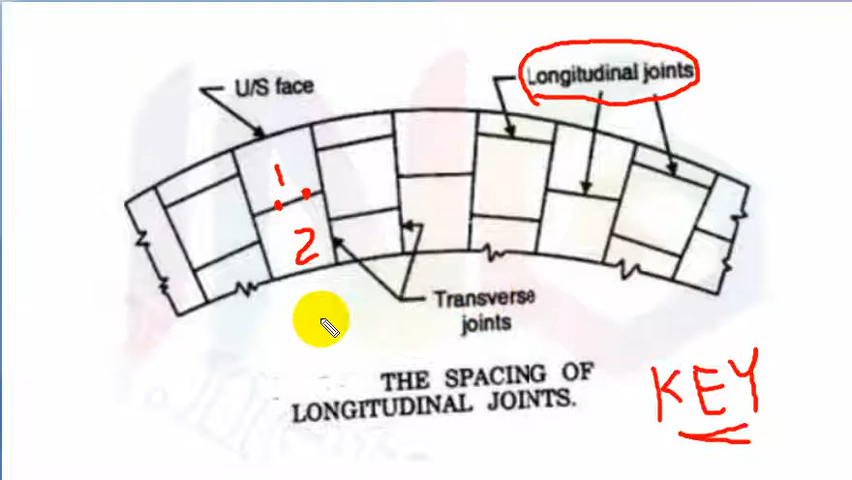 U/S face
Longitudinal joints
1
2
Transverse
joints
THE SPACING OF
LONGITUDINAL JOINTS.
KEY